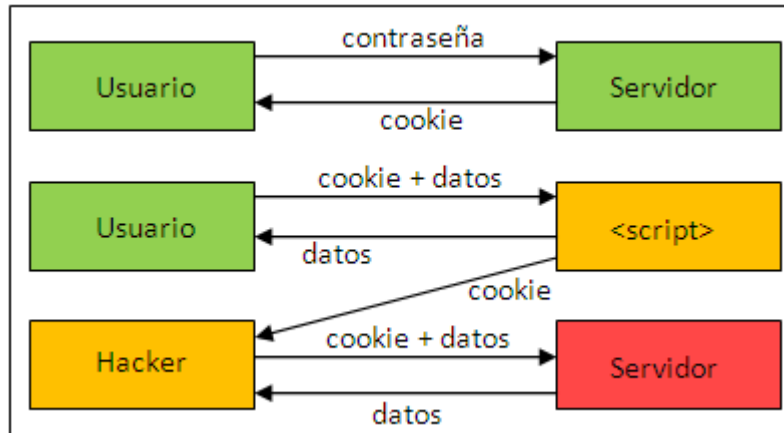 contraseña
Usuario
Servidor
cookie
cookie + datos
Usuario
<script>
datos
cookie
cookie + datos
Hacker
Servidor
datos